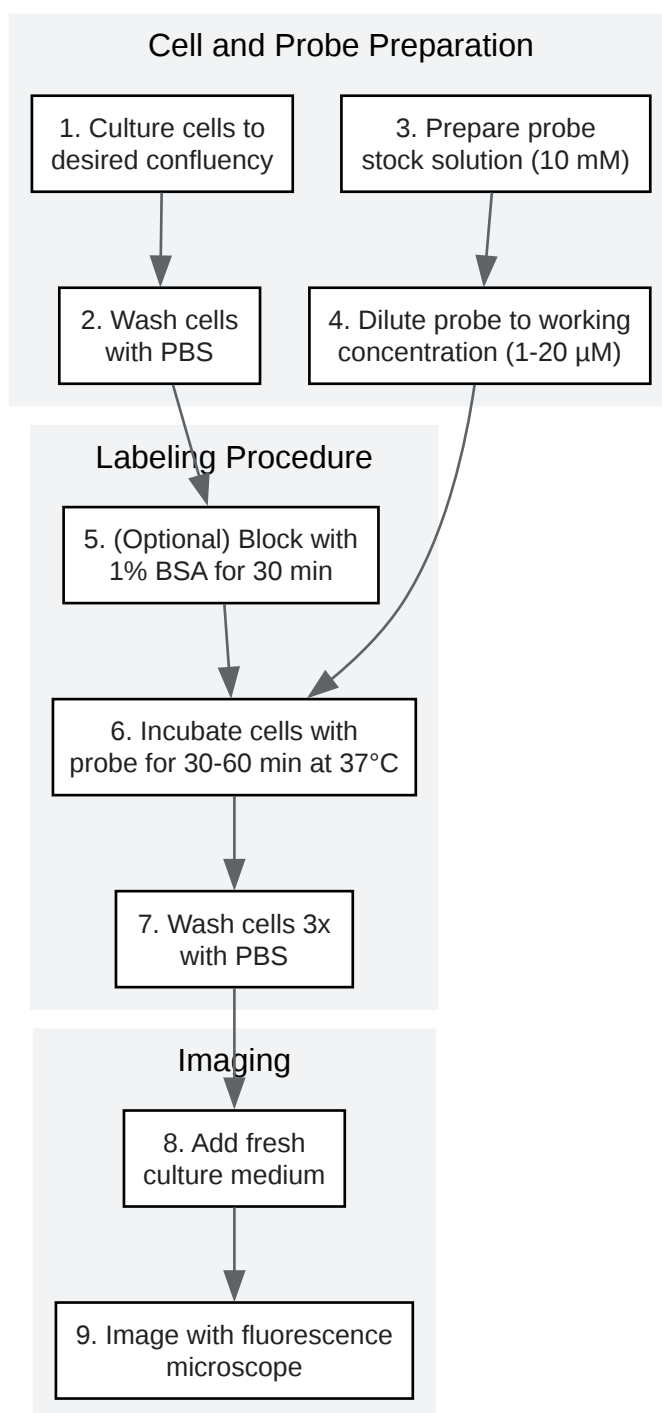 Cell and Probe Preparation
1. Culture cells to
desired confluency
3. Prepare probe
stock solution (10 mM)
2. Wash cells
with PBS
4. Dilute probe to working
concentration (1-20 µM)
Labeling Procedure
5. (Optional) Block with
1% BSA for 30 min
6. Incubate cells with
probe for 30-60 min at 37°C
7. Wash cells 3x
with PBS
Imaging
8. Add fresh
culture medium
9. Image with fluorescence
microscope